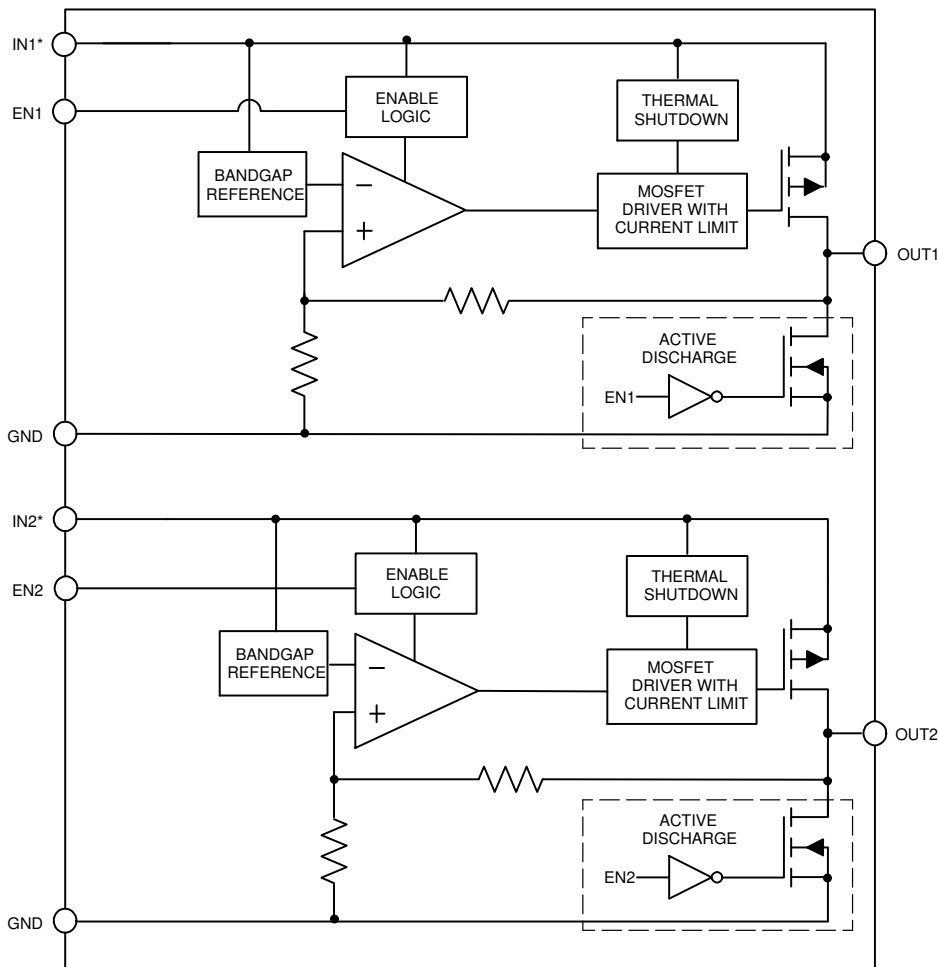 IN1*
EN1
ENABLE
LOGIC
THERMAL
SHUTDOWN
BANDGAP
REFERENCE
−
+
MOSFET
DRIVER WITH
CURRENT LIMIT
OUT1
ACTIVE
DISCHARGE
EN1
GND
IN2*
EN2
ENABLE
LOGIC
THERMAL
SHUTDOWN
BANDGAP
REFERENCE
−
+
MOSFET
DRIVER WITH
CURRENT LIMIT
OUT2
ACTIVE
DISCHARGE
EN2
GND